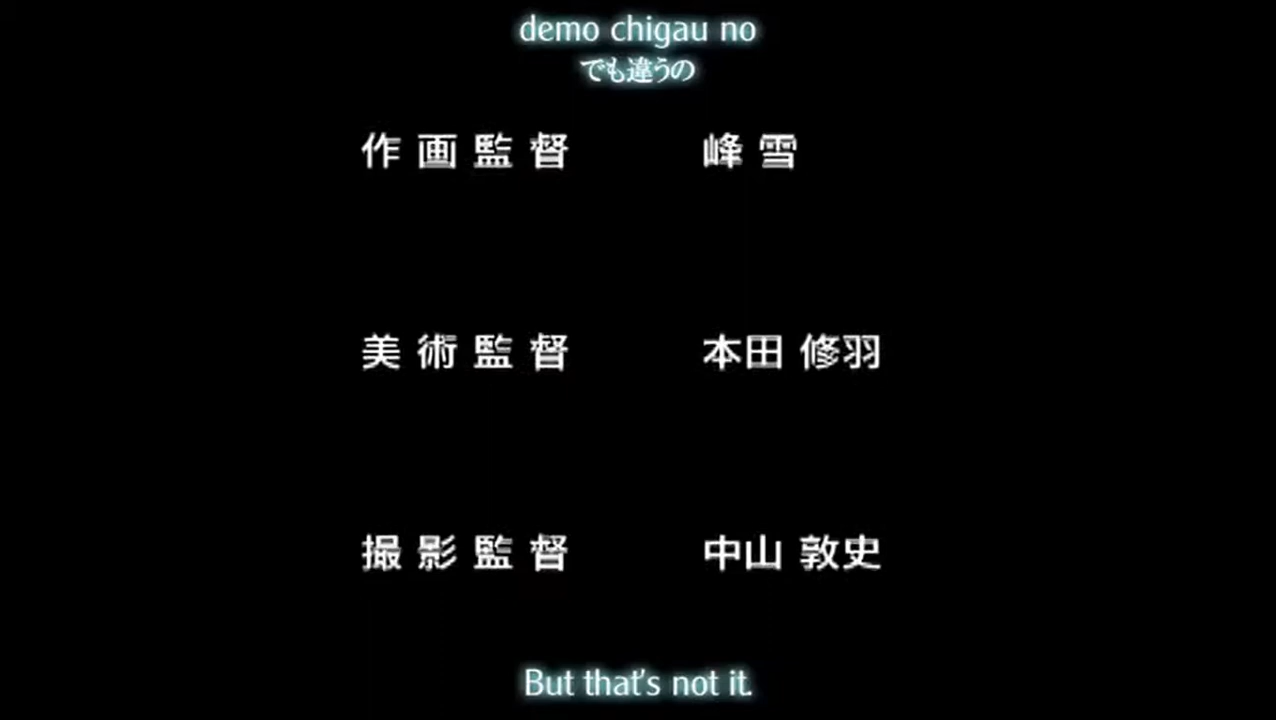 demo chigau no
でも違うの
作画監督 峰雪
美術監督 本田 修羽
撮影監督 中山 敦史
But that's not it.